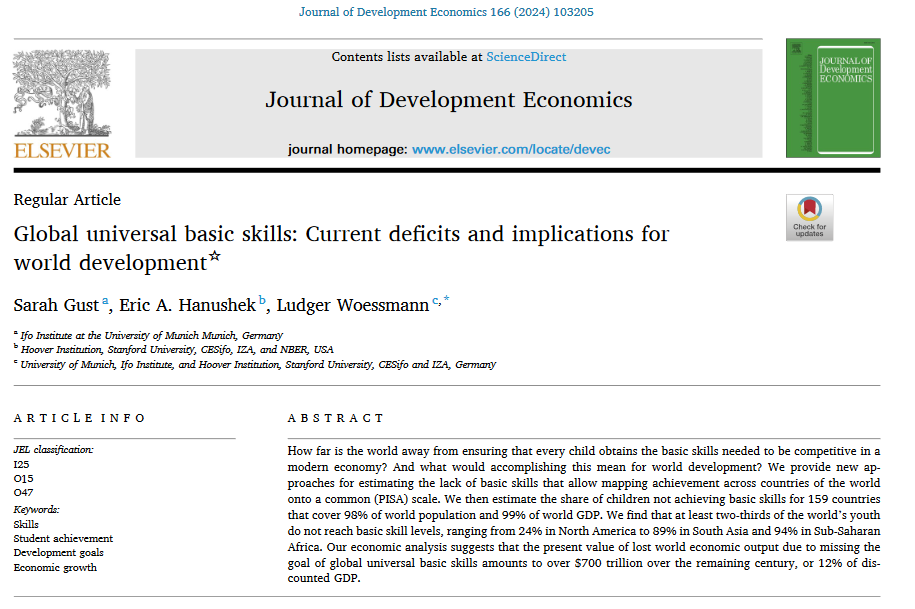 Journal of Development Economics 166 (2024) 103205
Contents lists available at ScienceDirect
Journal of Development Economics
journal homepage: www.elsevier.com/locate/devec
ELSEVIER
JOURNAL OF
Development
ECONOMICS
Regular Article
Check for
updates
Global universal basic skills: Current deficits and implications for
world development☆
Sarah Gust a, Eric A. Hanushek b, Ludger Woessmann c,*
a Ifo Institute at the University of Munich Munich, Germany
b Hoover Institution, Stanford University, CESifo, IZA, and NBER, USA
c University of Munich, Ifo Institute, and Hoover Institution, Stanford University, CESifo and IZA, Germany
ARTICLE INFO
JEL classification:
I25
O15
O47
Keywords:
Skills
Student achievement
Development goals
Economic growth
ABSTRACT
How far is the world away from ensuring that every child obtains the basic skills needed to be competitive in a
modern economy? And what would accomplishing this mean for world development? We provide new ap-
proaches for estimating the lack of basic skills that allow mapping achievement across countries of the world
onto a common (PISA) scale. We then estimate the share of children not achieving basic skills for 159 countries
that cover 98% of world population and 99% of world GDP. We find that at least two-thirds of the world's youth
do not reach basic skill levels, ranging from 24% in North America to 89% in South Asia and 94% in Sub-Saharan
Africa. Our economic analysis suggests that the present value of lost world economic output due to missing the
goal of global universal basic skills amounts to over $700 trillion over the remaining century, or 12% of dis-
counted GDP.